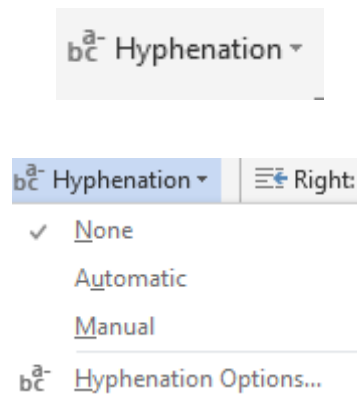 bc a- Hyphenation
bc a- Hyphenation Right:
None
Automatic
Manual
bc a- Hyphenation Options...